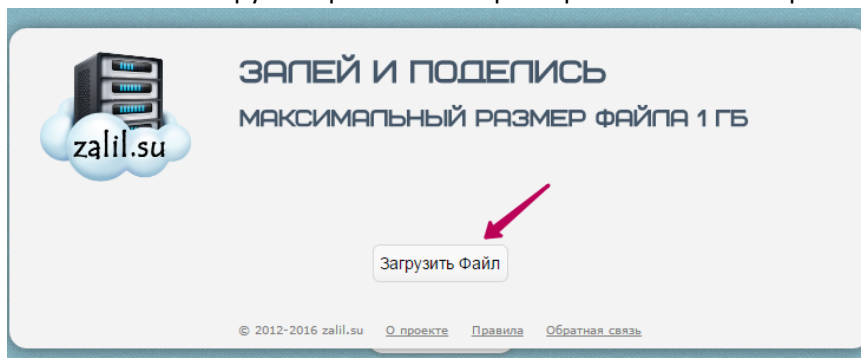 ЗАЛЕЙ И ПОДЕЛИСЬ
МАКСИМАЛЬНЫЙ РАЗМЕР ФАЙЛА 1 ГБ
zalil.su
Загрузить Файл
© 2012-2016 zalil.su О проекте Правила Обратная связь